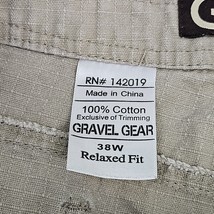 RN# 142019
Made in China
100% Cotton
Exclusive of Trimming
GRAVEL GEAR
38W
Relaxed Fit